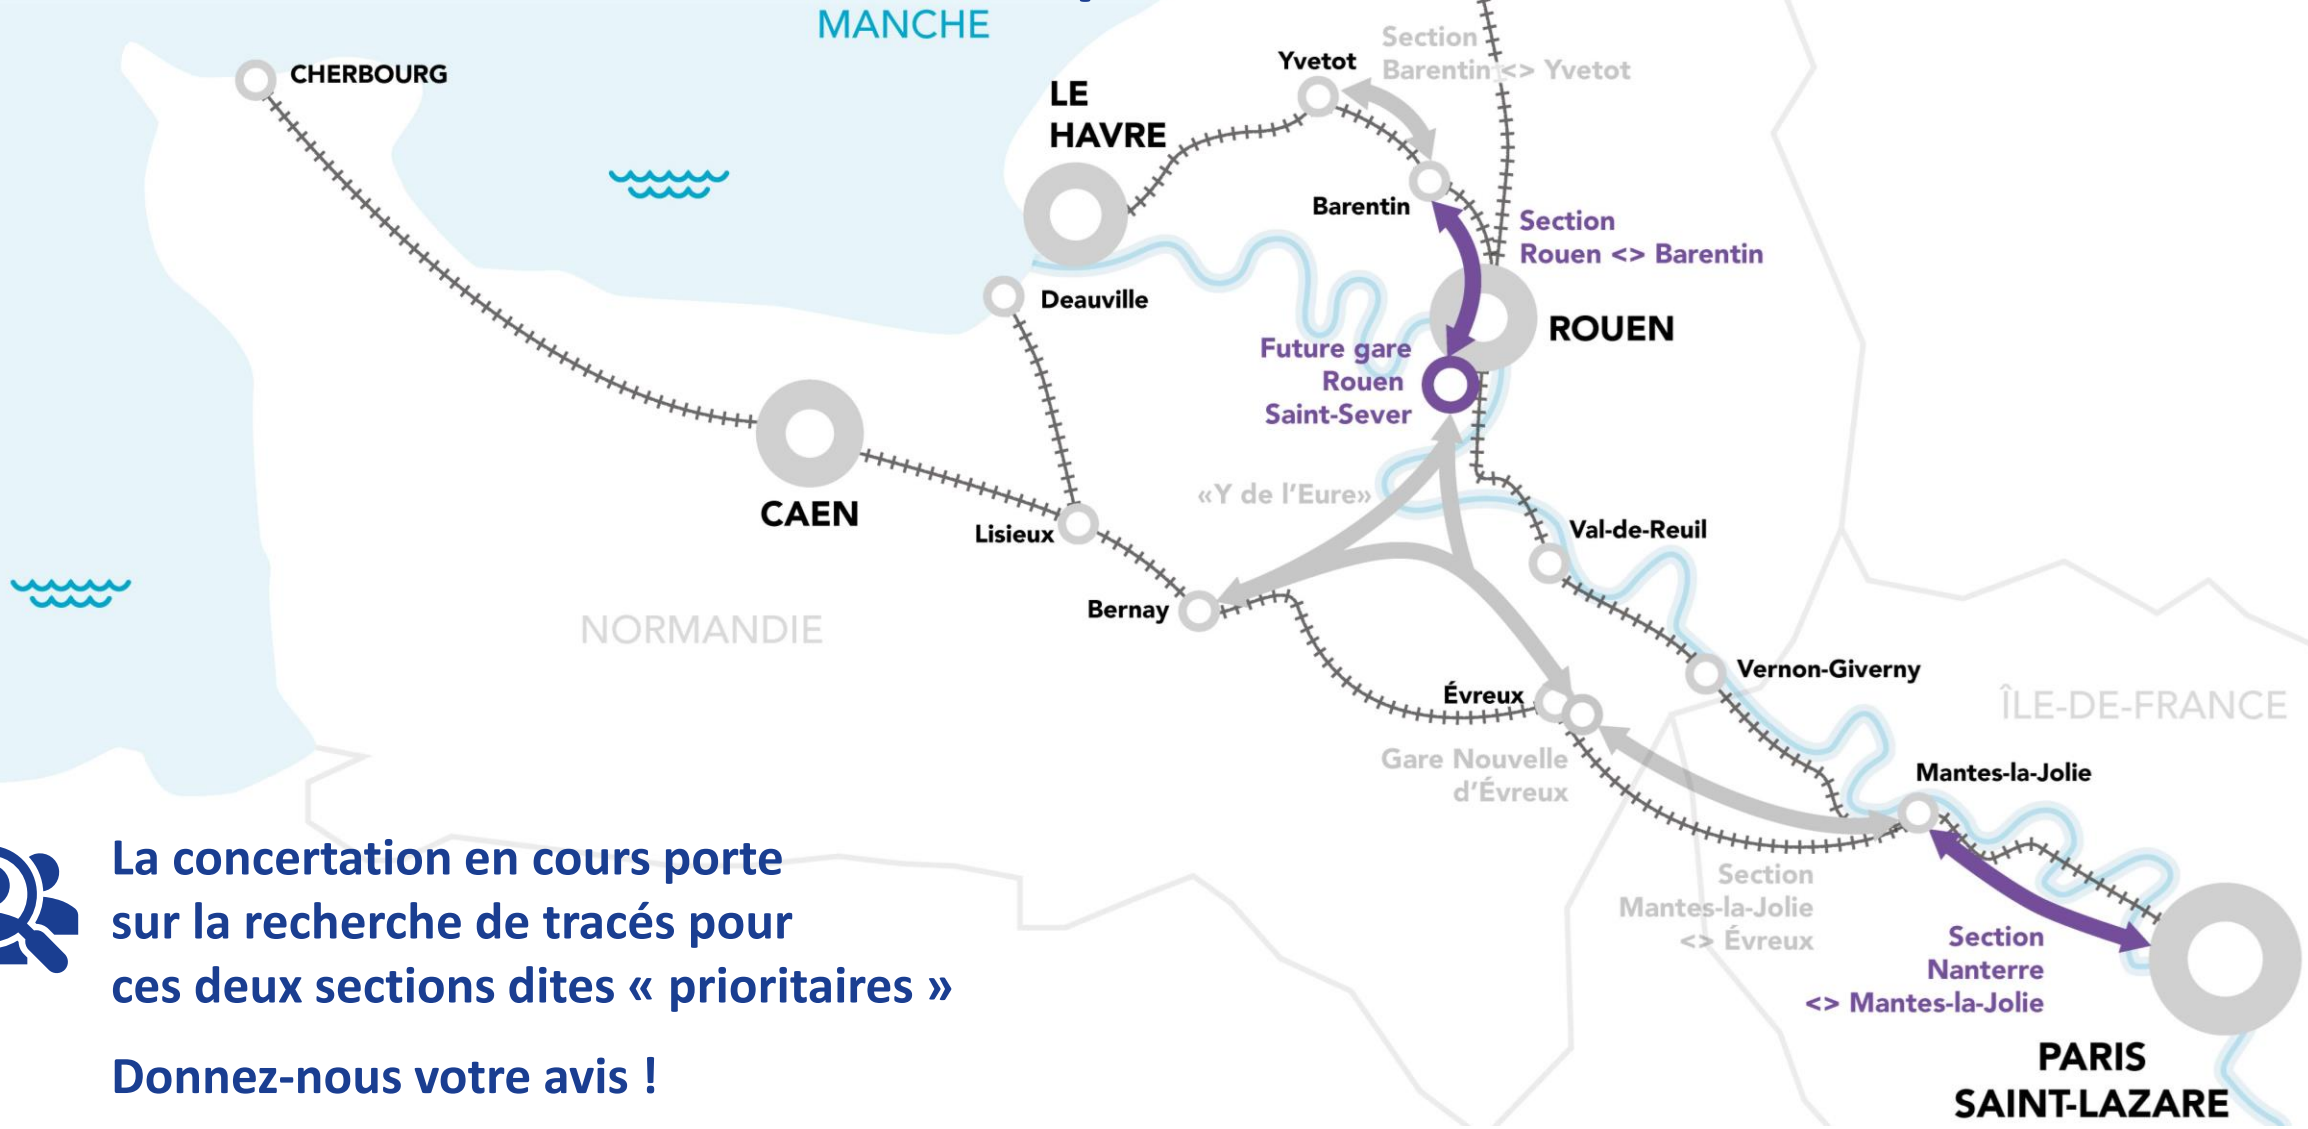 MANCHE
CHERBOURG
LE
HAVRE
Yvetot
Section
Barentin <> Yvetot
Barentin
Section
Rouen <> Barentin
ROUEN
Deauville
Future gare
Rouen
Saint-Sever
«Y de l'Eure»
CAEN
Lisieux
Val-de-Reuil
Bernay
NORMANDIE
Vernon-Giverny
Évreux
ÎLE-DE-FRANCE
Gare Nouvelle
d'Évreux
Mantes-la-Jolie
Section
Mantes-la-Jolie
<> Évreux
Section
Nanterre
<> Mantes-la-Jolie
PARIS
SAINT-LAZARE
La concertation en cours porte
sur la recherche de tracés pour
ces deux sections dites « prioritaires »
Donnez-nous votre avis !